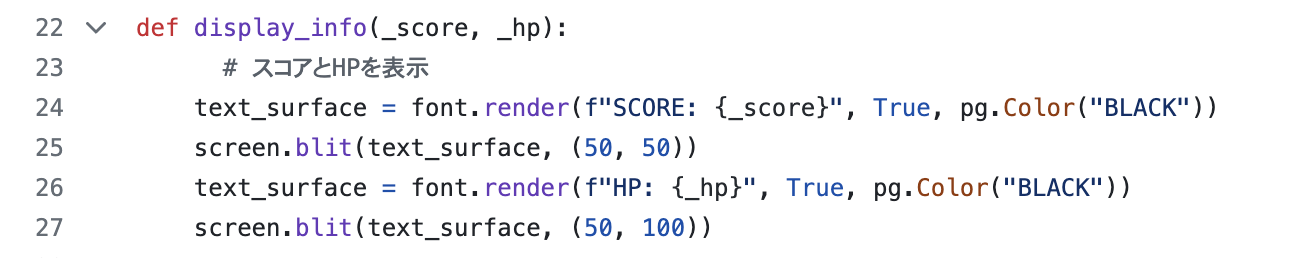 22 def display_info(_score, _hp):
23 # スコアとHPを表示
24 text_surface = font.render(f"SCORE: {_score}", True, pg.Color("BLACK"))
25 screen.blit(text_surface, (50, 50))
26 text_surface = font.render(f"HP: {_hp}", True, pg.Color("BLACK"))
27 screen.blit(text_surface, (50, 100))